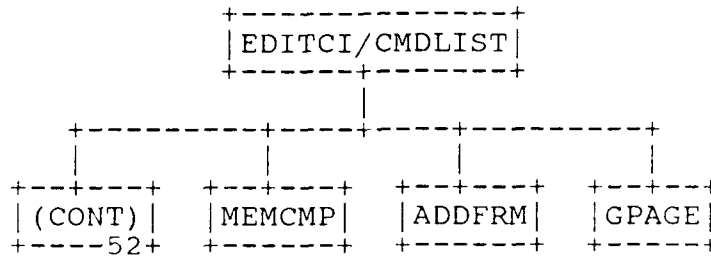 EDITCI/CMDLIST
(CONT) MEMCMP ADDFRM GPAGE
52